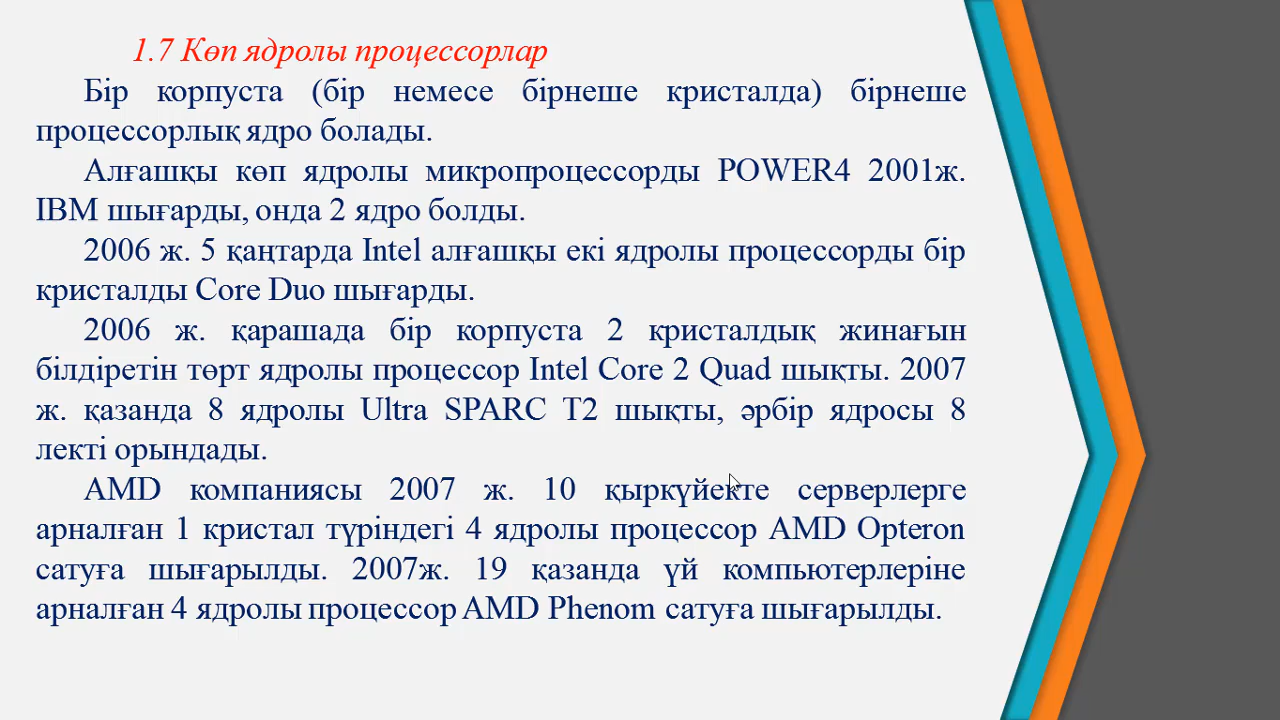 1.7 Көп ядролы процессорлар
Бір корпуста (бір немесе бірнеше кристалда) бірнеше
процессорлық ядро болады.
Алғашқы көп ядролы микропроцессорды POWER4 2001ж.
IBM шығарды, онда 2 ядро болды.
2006 ж. 5 қаңтарда Intel алғашқы екі ядролы процессорды бір
кристалды Core Duo шығарды.
2006 ж. қарашада бір корпуста 2 кристалдық жинағын
білдіретін төрт ядролы процессор Intel Core 2 Quad шықты. 2007
ж. қазанда 8 ядролы Ultra SPARC T2 шықты, әрбір ядросы 8
лекті орындады.
AMD компаниясы 2007 ж. 10 қыркүйекте серверлерге
арналған 1 кристал түріндегі 4 ядролы процессор AMD Opteron
сатуға шығарылды. 2007ж. 19 қазанда үй компьютерлеріне
арналған 4 ядролы процессор AMD Phenom сатуға шығарылды.